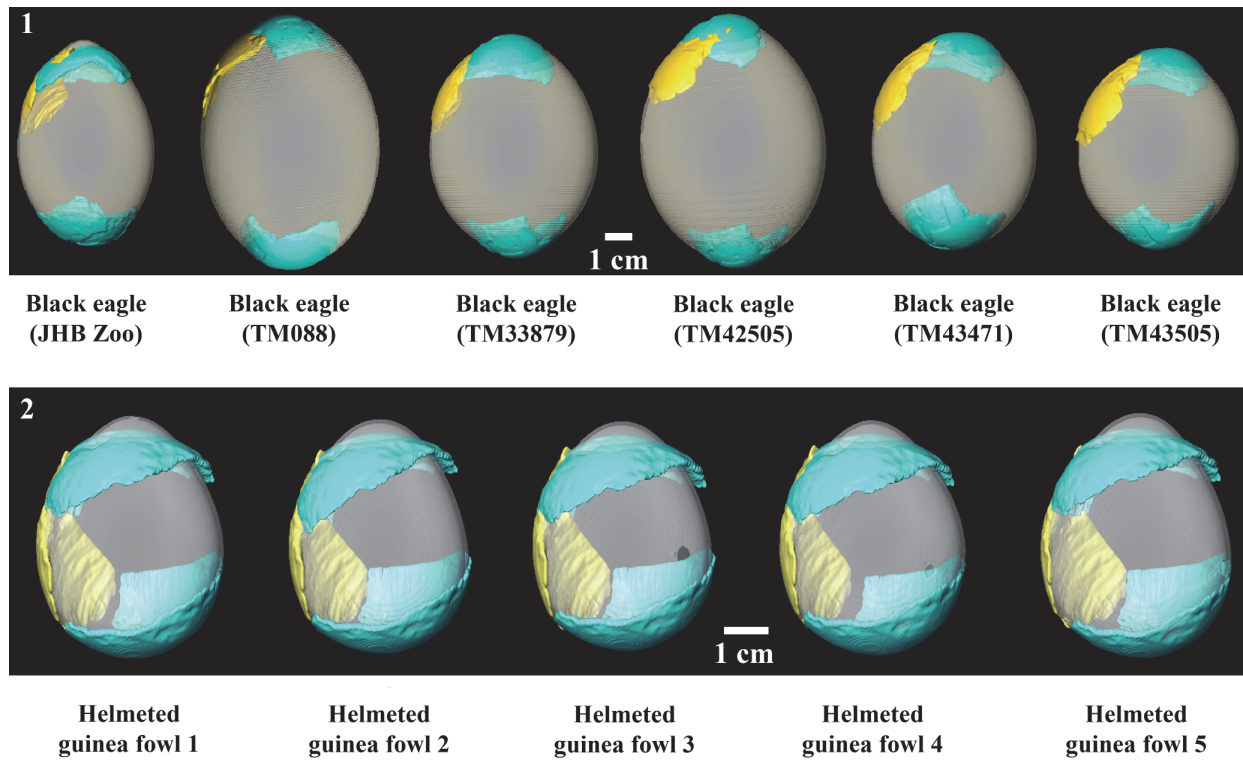 1
1 cm
Black eagle
(JHB Zoo)
Black eagle
(TM088)
Black eagle
(TM33879)
Black eagle
(TM42505)
Black eagle
(TM43471)
Black eagle
(TM43505)
2
1 cm
Helmeted
guinea fowl 1
Helmeted
guinea fowl 2
Helmeted
guinea fowl 3
Helmeted
guinea fowl 4
Helmeted
guinea fowl 5